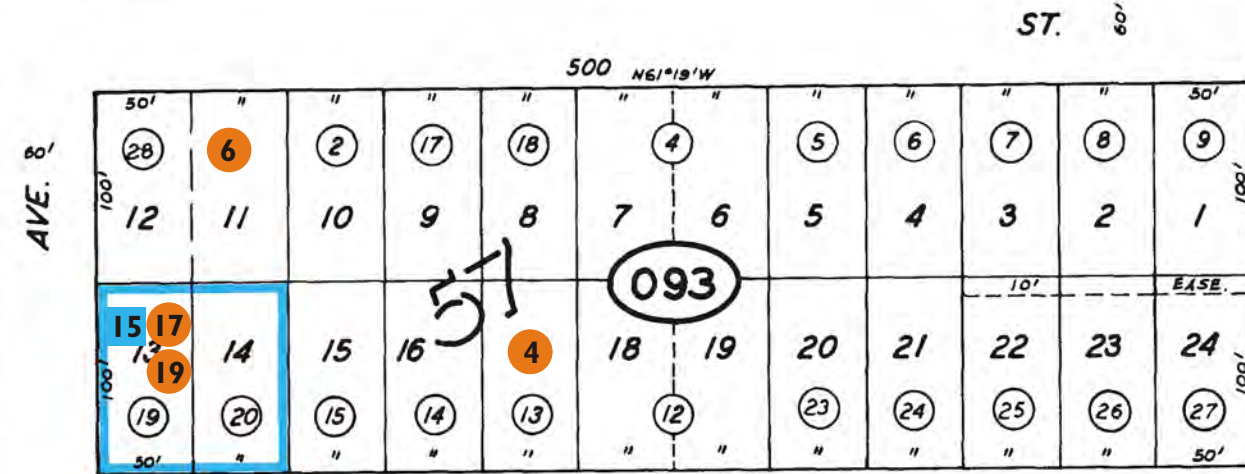 ST. 60'
500 N61°19'W
50' " " " " " " " " " " 50'
60' AVE.
28 6 2 17 18 4 5 6 7 8 9
100' 100'
12 11 10 9 8 7 6 5 4 3 2 1
57
093
10' EASE.
15 17
13 14 15 16 4 18 19 20 21 22 23 24
19
100' 100'
19 20 15 14 13 12 23 24 25 26 27
50' " " " " " " " " " " 50'